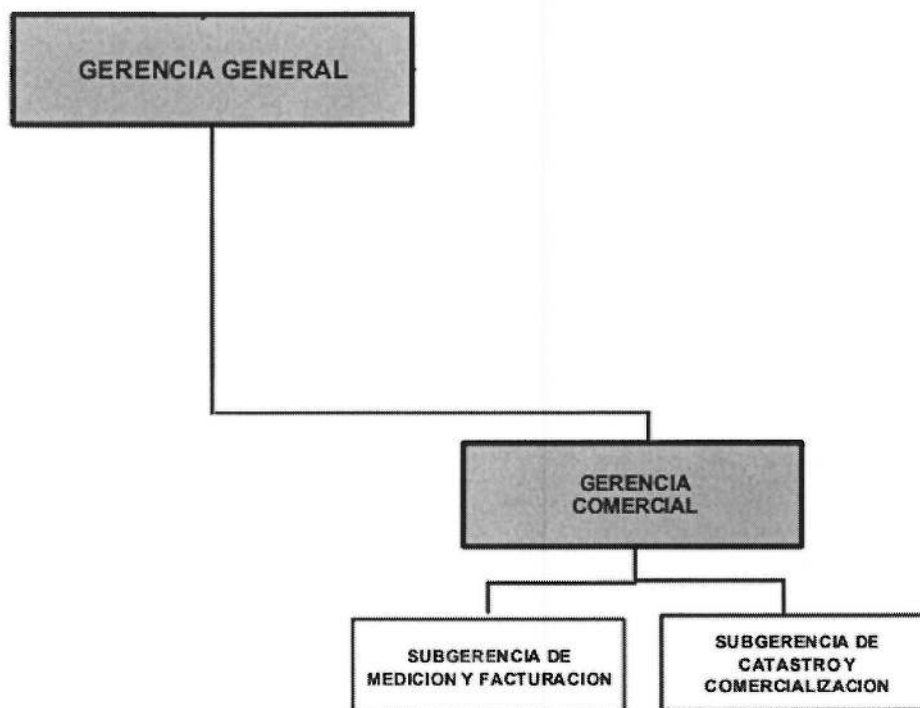 GERENCIA GENERAL
GERENCIA
COMERCIAL
SUBGERENCIA DE
MEDICION Y FACTURACION
SUBGERENCIA DE
CATASTRO Y
COMERCIALIZACION